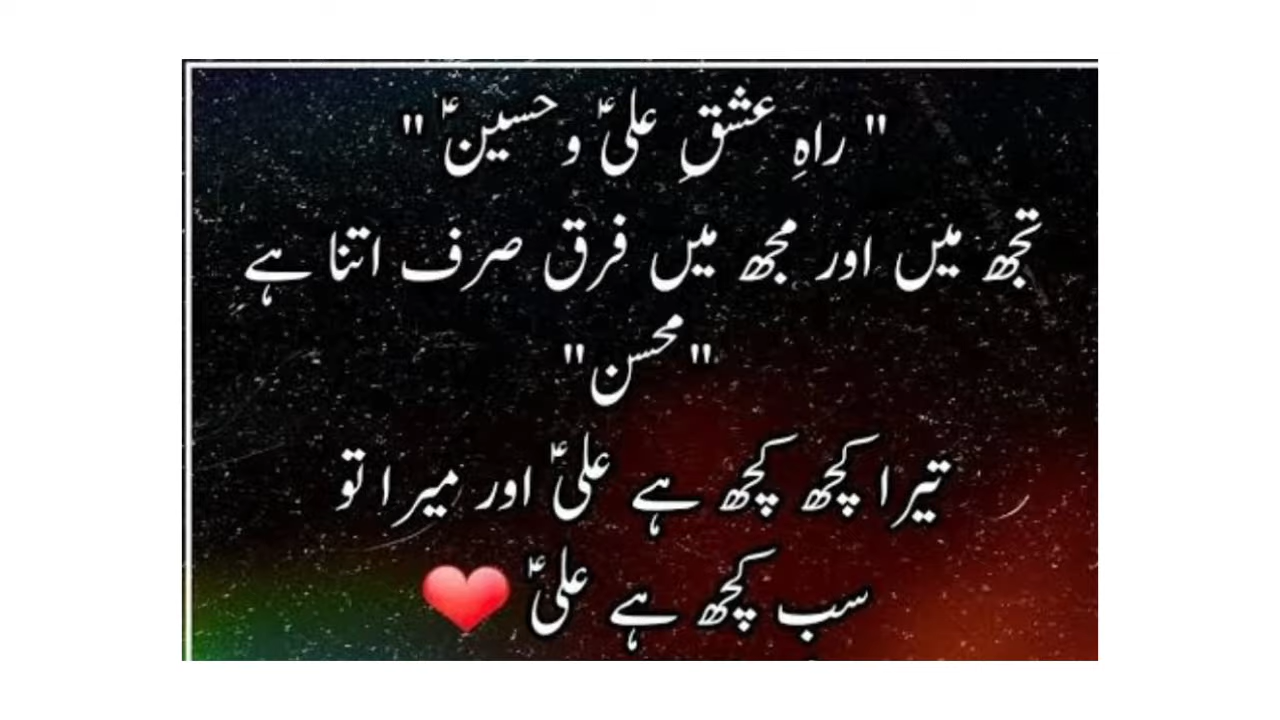 " راہِ عشقِ علیؑ و حسینؑ "
تجھ میں اور مجھ میں فرق صرف اتنا ہے
"محسن"
تیرا کچھ کچھ ہے علیؑ اور میرا تو
سب کچھ ہے علیؑ ❤